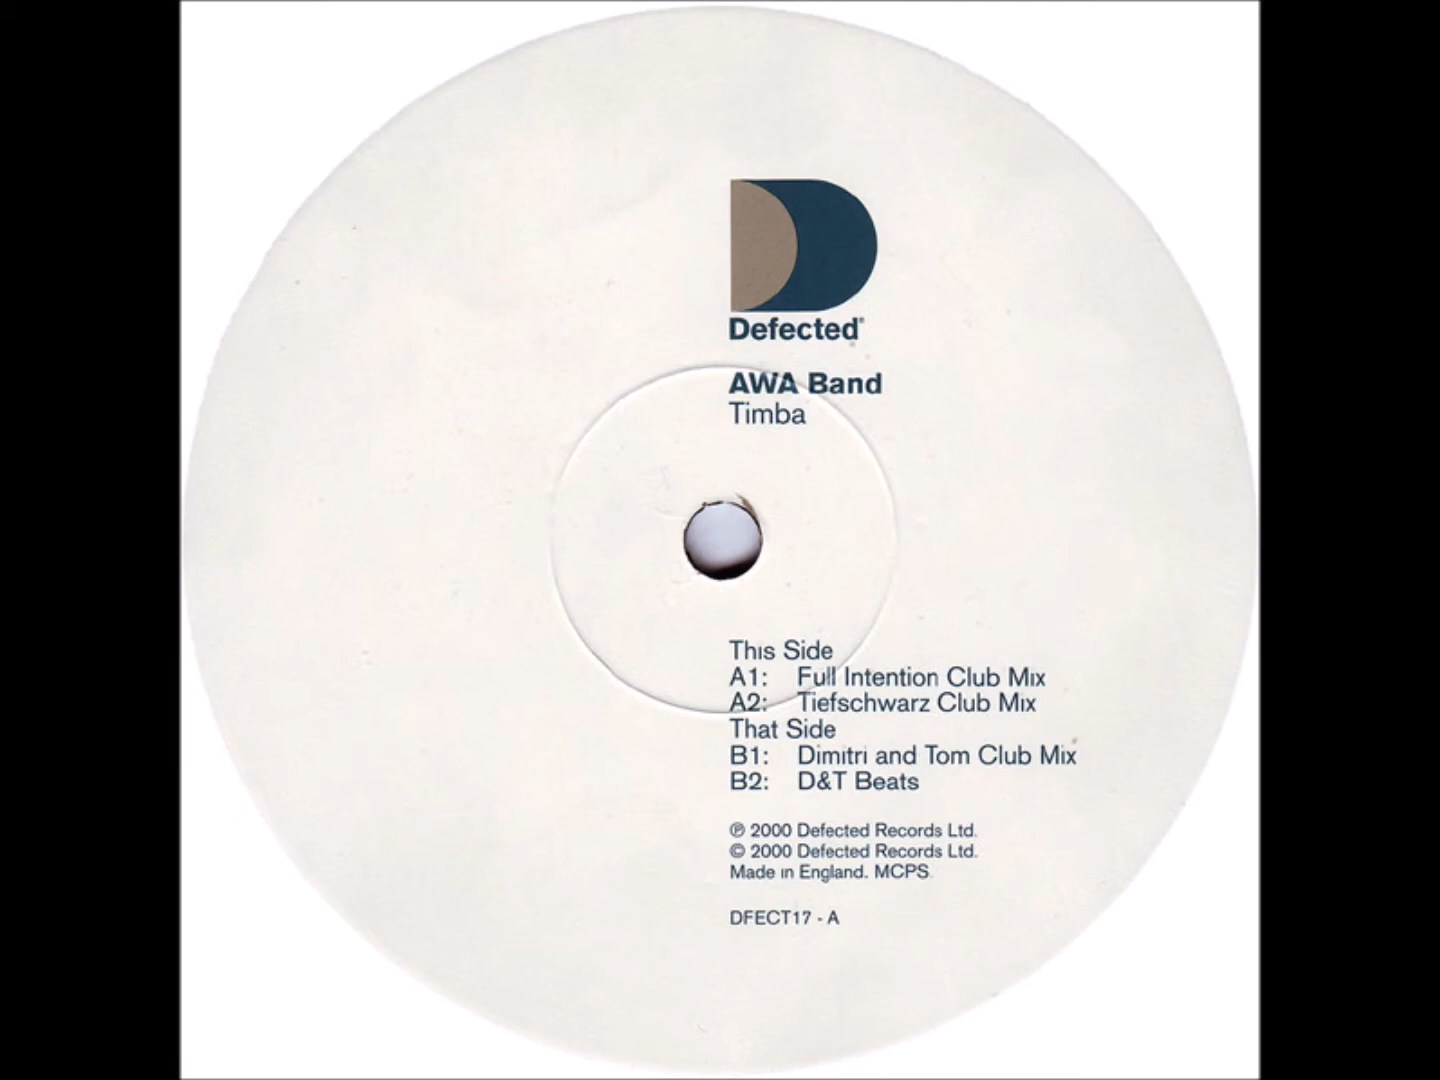 Defected®
AWA Band
Timba
This Side
A1: Full Intention Club Mix
A2: Tiefschwarz Club Mix
That Side
B1: Dimitri and Tom Club Mix
B2: D&T Beats
℗ 2000 Defected Records Ltd.
© 2000 Defected Records Ltd.
Made in England. MCPS.
DFECT17 - A